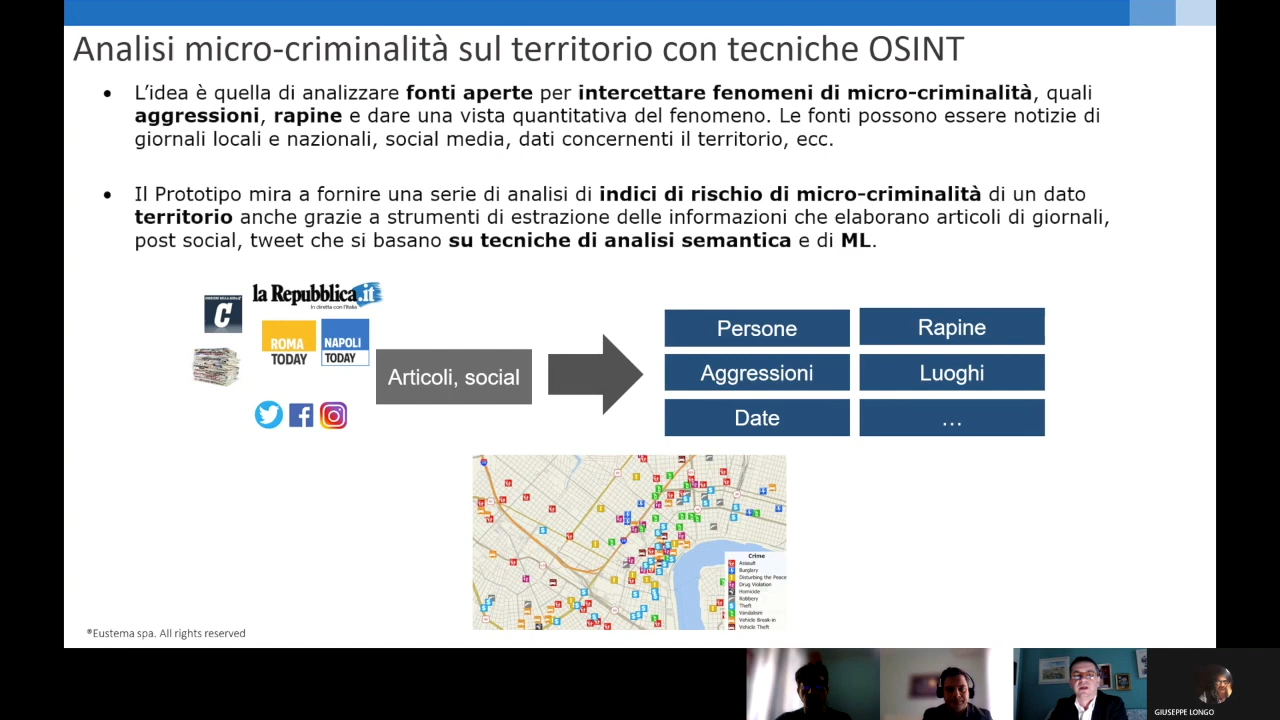 Analisi micro-criminalità sul territorio con tecniche OSINT
• L'idea è quella di analizzare fonti aperte per intercettare fenomeni di micro-criminalità, quali
aggressioni, rapine e dare una vista quantitativa del fenomeno. Le fonti possono essere notizie di
giornali locali e nazionali, social media, dati concernenti il territorio, ecc.
• Il Prototipo mira a fornire una serie di analisi di indici di rischio di micro-criminalità di un dato
territorio anche grazie a strumenti di estrazione delle informazioni che elaborano articoli di giornali,
post social, tweet che si basano su tecniche di analisi semantica e di ML.
C
la Repubblica.it
In diretta con l'Italia
ROMA
TODAY
NAPOLI
TODAY
Articoli, social
Persone
Rapine
Aggressioni
Luoghi
Date
...
Crime
Assault
Burglary
Disturbing the Peace
Drug Violation
Homicide
Robbery
Theft
Vandalism
Vehicle Break-in
Vehicle Theft
®Eustema spa. All rights reserved
GIUSEPPE LONGO